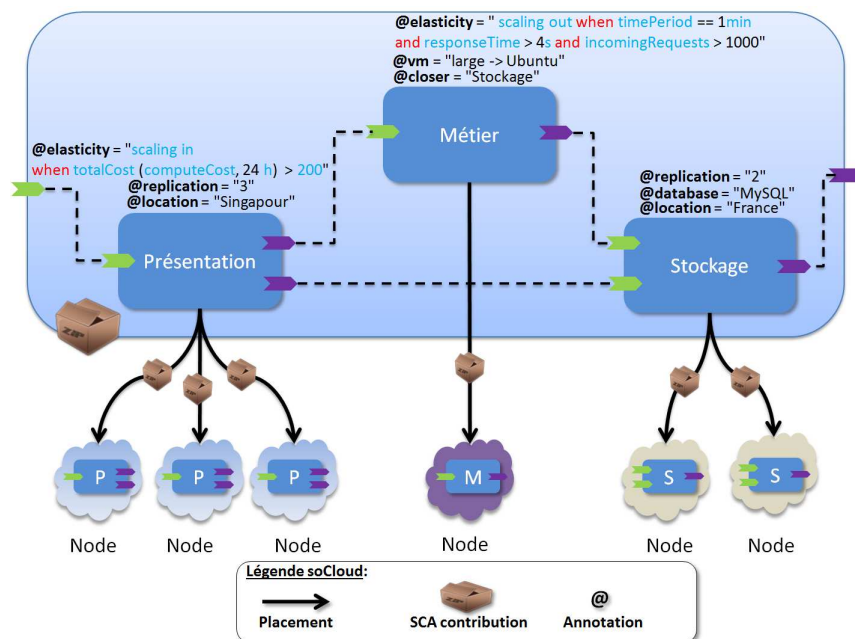 @elasticity = " scaling out when timePeriod == 1min
and responseTime > 4s and incomingRequests > 1000"
@vm = "large -> Ubuntu"
@closer = "Stockage"
Métier
@elasticity = "scaling in
when totalCost (computeCost, 24 h) > 200"
@replication = "3"
@location = "Singapour"
Présentation
@replication = "2"
@database = "MySQL"
@location = "France"
Stockage
ZIP
P
P
P
M
S
S
Node
Node
Node
Node
Node
Node
Légende soCloud:
Placement
SCA contribution
@
Annotation